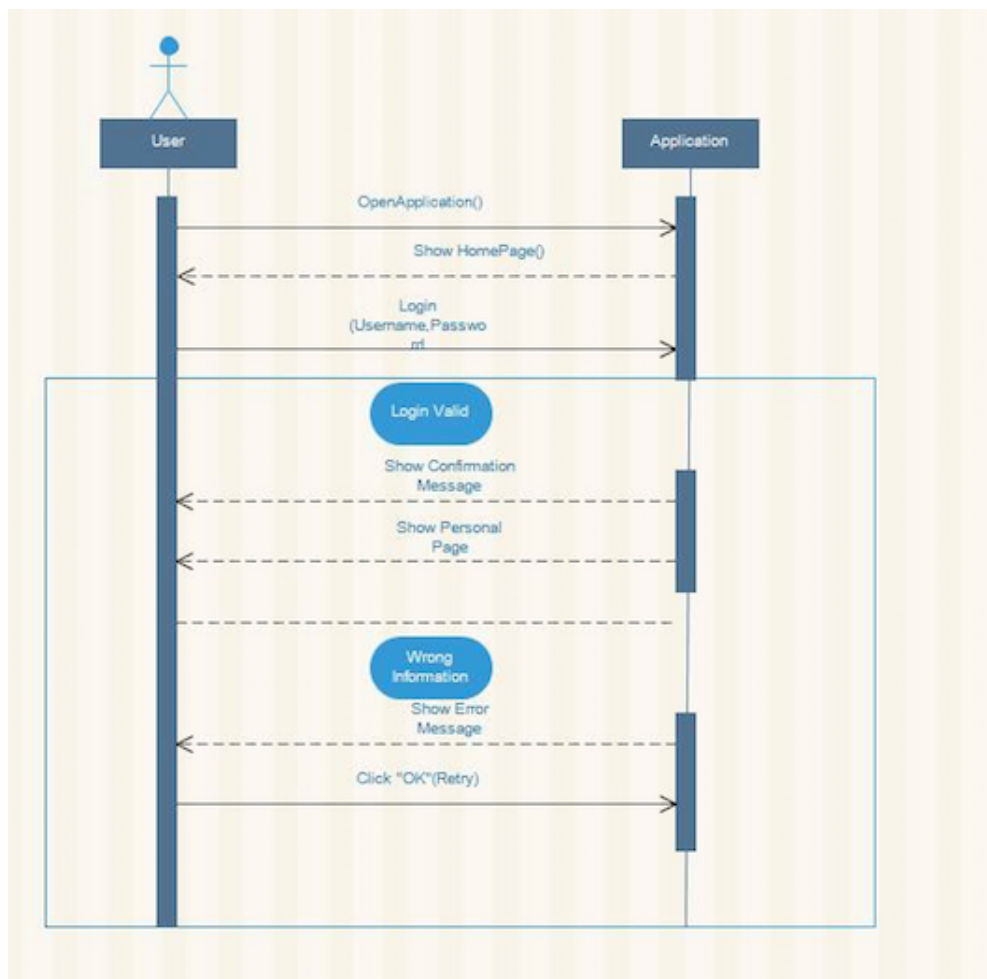 User
Application
OpenApplication()
Show HomePage()
Login
(Username,Passwo
rd
Login Valid
Show Confirmation
Message
Show Personal
Page
Wrong
Information
Show Error
Message
Click "OK"(Retry)